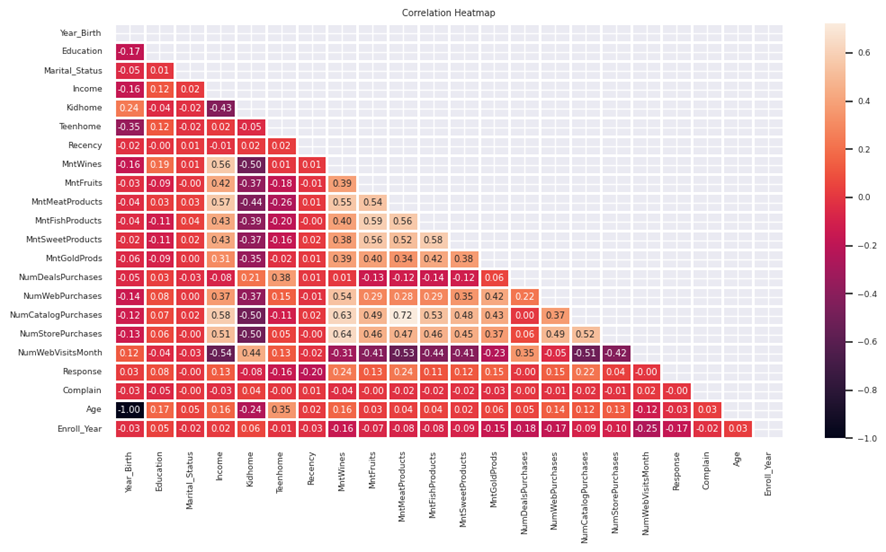 Correlation Heatmap
Year_Birth
Education -0.17
Marital_Status -0.05 0.01
Income -0.16 0.12 0.02
Kidhome 0.24 -0.04 -0.02 -0.43
Teenhome -0.35 0.12 -0.02 0.02 -0.05
Recency -0.02 -0.00 0.01 -0.01 0.02 0.02
MntWines -0.16 0.19 0.01 0.56 -0.50 0.01 0.01
MntFruits -0.03 -0.09 -0.00 0.42 -0.37 -0.18 -0.01 0.39
MntMeatProducts -0.04 0.03 0.03 0.57 -0.44 -0.26 0.01 0.55 0.54
MntFishProducts -0.04 -0.11 0.04 0.43 -0.39 -0.20 -0.00 0.40 0.59 0.56
MntSweetProducts -0.02 -0.11 0.02 0.43 -0.37 -0.16 0.02 0.38 0.56 0.52 0.58
MntGoldProds -0.06 -0.09 0.00 0.31 -0.35 -0.02 0.01 0.39 0.40 0.34 0.42 0.38
NumDealsPurchases -0.05 0.03 -0.03 -0.08 0.21 0.38 0.01 0.01 -0.13 -0.12 -0.14 -0.12 0.06
NumWebPurchases -0.14 0.08 0.00 0.37 -0.37 0.15 -0.01 0.54 0.29 0.28 0.29 0.35 0.42 0.22
NumCatalogPurchases -0.12 0.07 0.02 0.58 -0.50 -0.11 0.02 0.63 0.49 0.72 0.53 0.48 0.43 0.00 0.37
NumStorePurchases -0.13 0.06 -0.00 0.51 -0.50 0.05 -0.00 0.64 0.46 0.47 0.46 0.45 0.37 0.06 0.49 0.52
NumWebVisitsMonth 0.12 -0.04 -0.03 -0.54 0.44 0.13 -0.02 -0.31 -0.41 -0.53 -0.44 -0.41 -0.23 0.35 -0.05 -0.51 -0.42
Response 0.03 0.08 -0.00 0.13 -0.08 -0.16 -0.20 0.24 0.13 0.24 0.11 0.12 0.15 -0.00 0.15 0.22 0.04 -0.00
Complain -0.03 -0.05 -0.00 -0.03 0.04 -0.00 0.01 -0.04 -0.00 -0.02 -0.02 -0.02 -0.03 0.00 -0.01 -0.02 -0.01 0.02 -0.00
Age -1.00 0.17 0.05 0.16 -0.24 0.35 0.02 0.16 0.03 0.04 0.04 0.02 0.06 0.05 0.14 0.12 0.13 -0.12 -0.03 0.03
Enroll_Year -0.03 0.05 -0.02 0.02 0.06 -0.01 -0.03 -0.16 -0.07 -0.08 -0.08 -0.09 -0.15 -0.18 -0.17 -0.09 -0.10 -0.25 -0.17 -0.02 0.03
Year_Birth
Education
Marital_Status
Income
Kidhome
Teenhome
Recency
MntWines
MntFruits
MntMeatProducts
MntFishProducts
MntSweetProducts
MntGoldProds
NumDealsPurchases
NumWebPurchases
NumCatalogPurchases
NumStorePurchases
NumWebVisitsMonth
Response
Complain
Age
Enroll_Year
0.6
0.4
0.2
0.0
-0.2
-0.4
-0.6
-0.8
-1.0